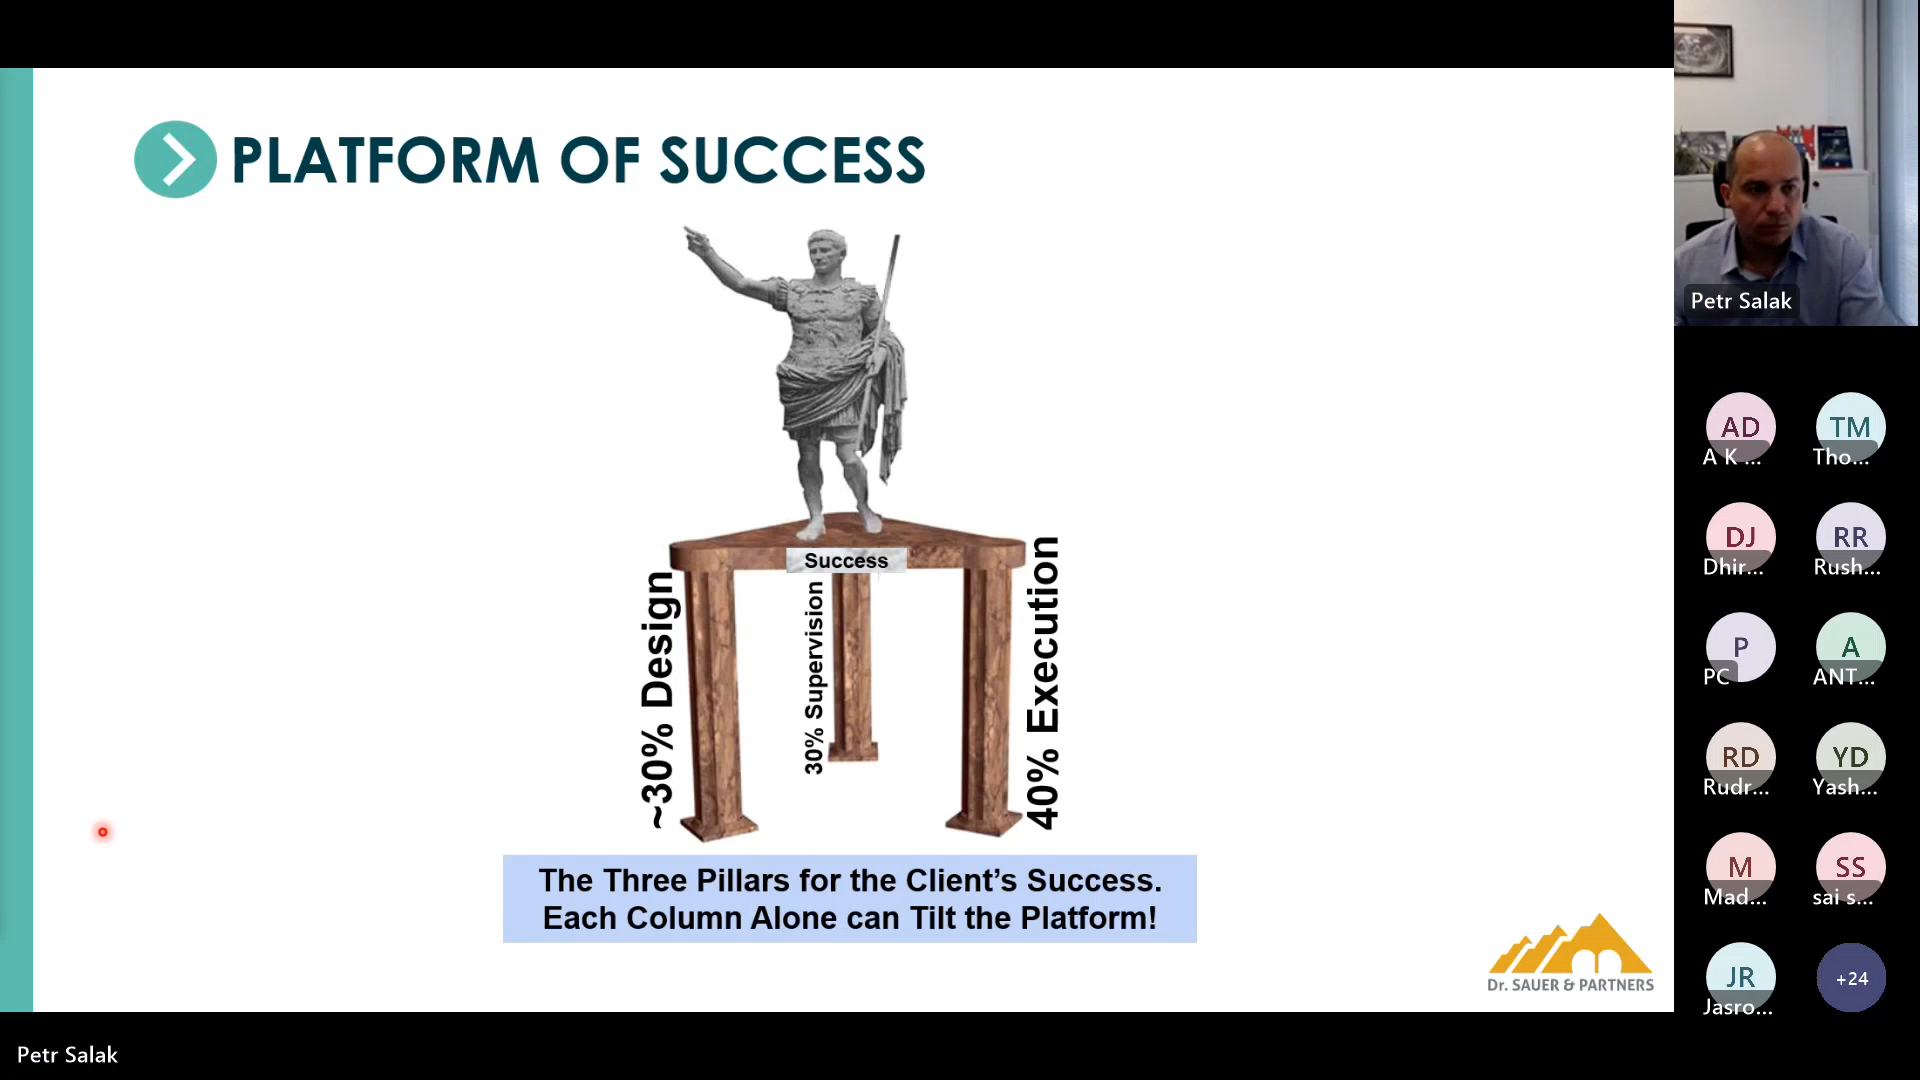 PLATFORM OF SUCCESS
Success
~30% Design
30% Supervision
40% Execution
The Three Pillars for the Client’s Success.
Each Column Alone can Tilt the Platform!
Dr. SAUER & PARTNERS
Petr Salak
Petr Salak
AD
A K ...
TM
Tho...
DJ
Dhir...
RR
Rush...
P
PC
A
ANT...
RD
Rudr...
YD
Yash...
M
Mad...
SS
sai s...
JR
Jasro...
+24